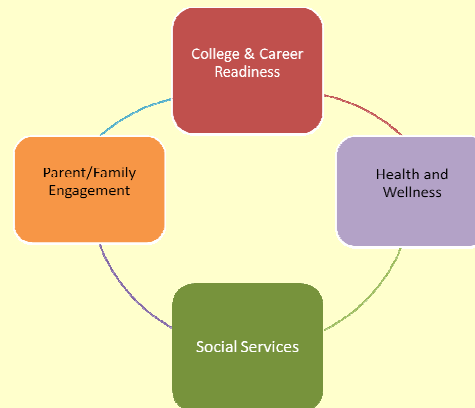 College & Career
Readiness
Parent/Family
Engagement
Health and
Wellness
Social Services